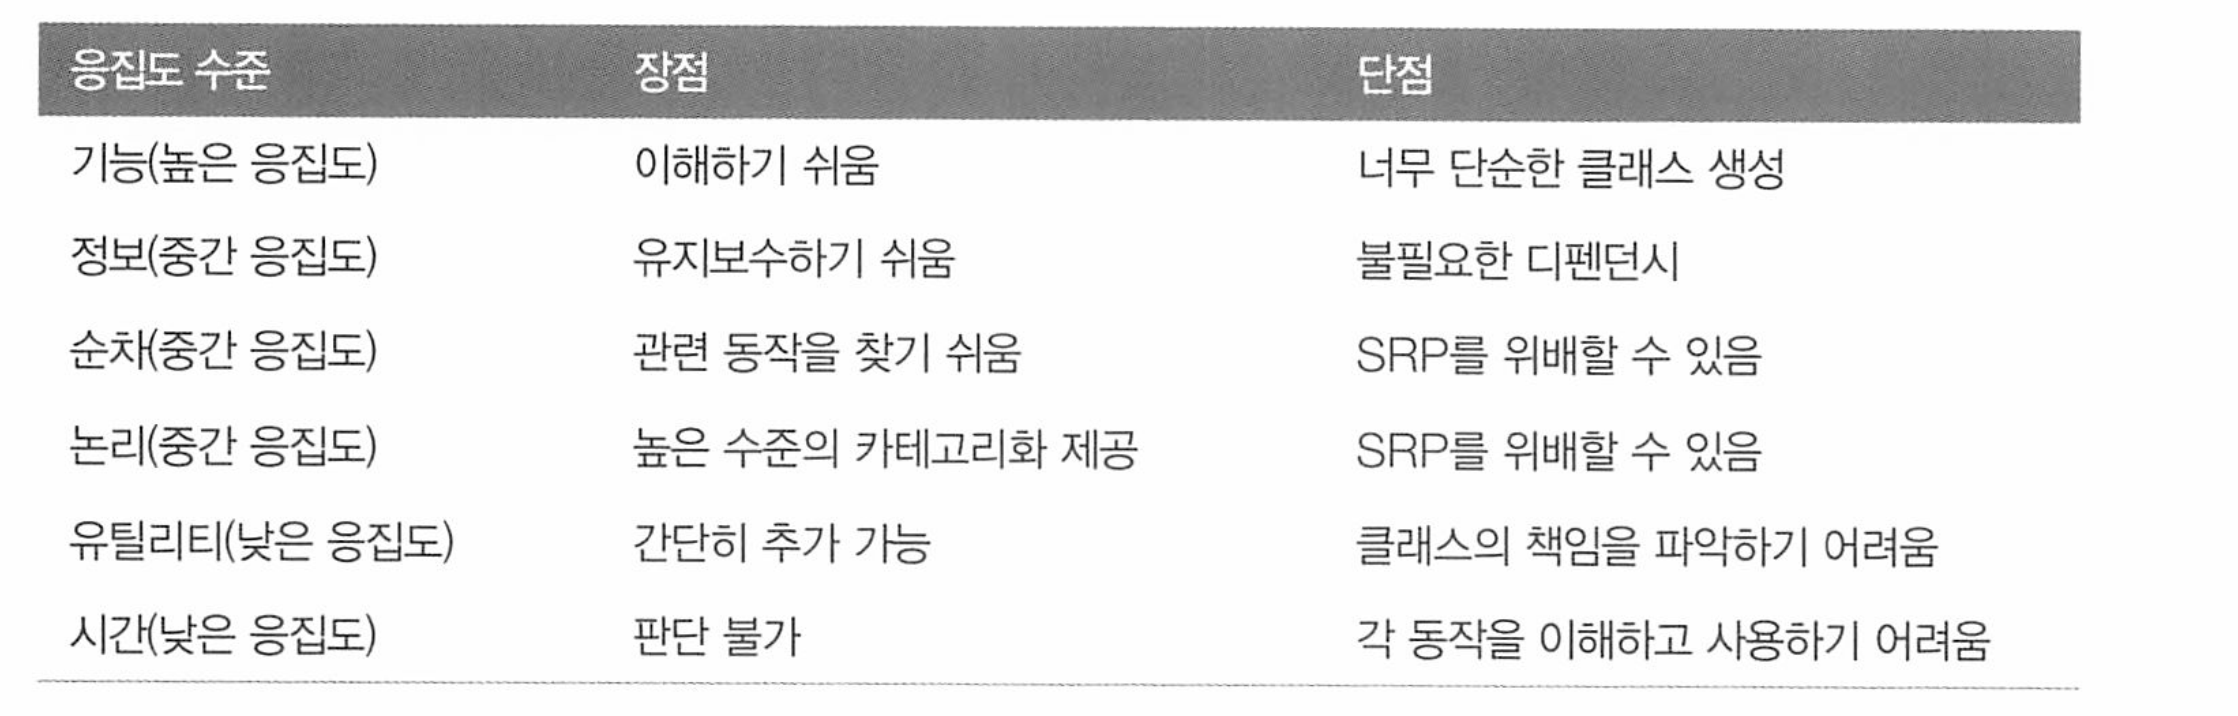 응집도 수준 장점 단점
기능(높은 응집도) 이해하기 쉬움 너무 단순한 클래스 생성
정보(중간 응집도) 유지보수하기 쉬움 불필요한 디펜던시
순차(중간 응집도) 관련 동작을 찾기 쉬움 SRP를 위배할 수 있음
논리(중간 응집도) 높은 수준의 카테고리화 제공 SRP를 위배할 수 있음
유틸리티(낮은 응집도) 간단히 추가 가능 클래스의 책임을 파악하기 어려움
시간(낮은 응집도) 판단 불가 각 동작을 이해하고 사용하기 어려움